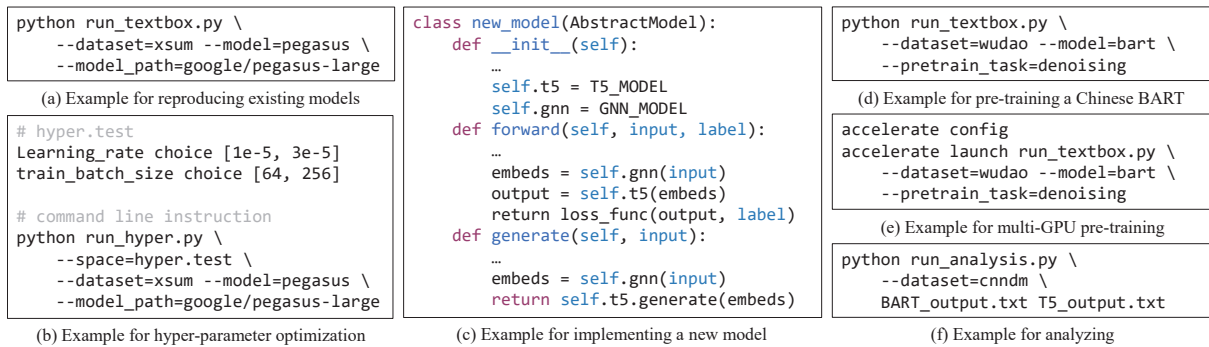 python run_textbox.py \
    --dataset=xsum --model=pegasus \
    --model_path=google/pegasus-large
(a) Example for reproducing existing models
# hyper.test
Learning_rate choice [1e-5, 3e-5]
train_batch_size choice [64, 256]
# command line instruction
python run_hyper.py \
    --space=hyper.test \
    --dataset=xsum --model=pegasus \
    --model_path=google/pegasus-large
(b) Example for hyper-parameter optimization
class new_model(AbstractModel):
    def __init__(self):
        …
        self.t5 = T5_MODEL
        self.gnn = GNN_MODEL
    def forward(self, input, label):
        …
        embeds = self.gnn(input)
        output = self.t5(embeds)
        return loss_func(output, label)
    def generate(self, input):
        …
        embeds = self.gnn(input)
        return self.t5.generate(embeds)
(c) Example for implementing a new model
python run_textbox.py \
    --dataset=wudao --model=bart \
    --pretrain_task=denoising
(d) Example for pre-training a Chinese BART
accelerate config
accelerate launch run_textbox.py \
    --dataset=wudao --model=bart \
    --pretrain_task=denoising
(e) Example for multi-GPU pre-training
python run_analysis.py \
    --dataset=cnndm \
    BART_output.txt T5_output.txt
(f) Example for analyzing